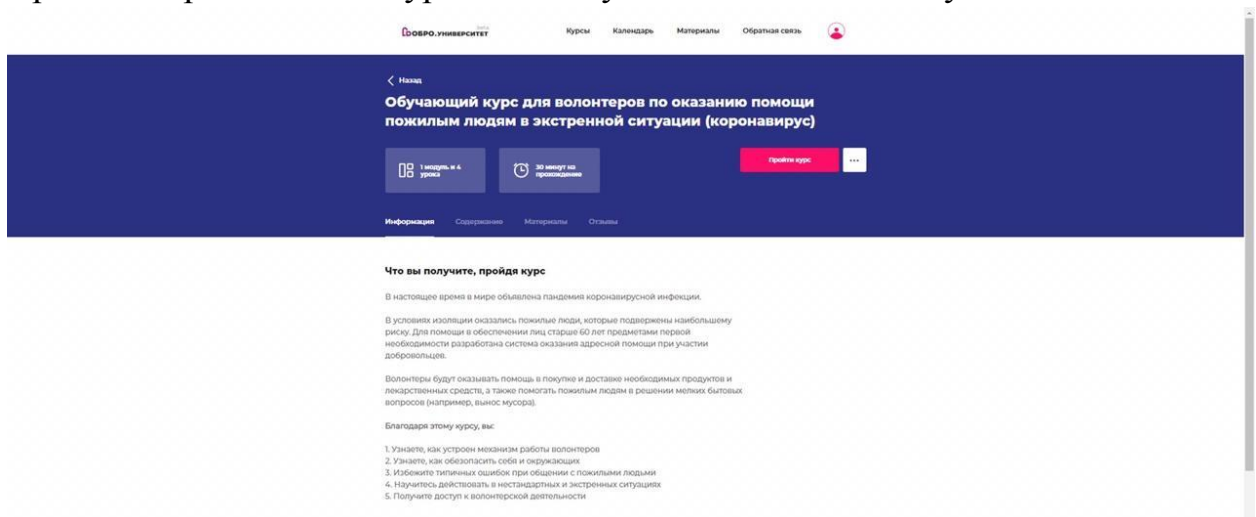 бета
ДОБРО.УНИВЕРСИТЕТ
Курсы Календарь Материалы Обратная связь
Назад
Обучающий курс для волонтеров по оказанию помощи
пожилым людям в экстренной ситуации (коронавирус)
1 модуль и 4
урока
30 минут на
прохождение
Пройти курс
...
Информация Содержание Материалы Отзывы
Что вы получите, пройдя курс
В настоящее время в мире объявлена пандемия коронавирусной инфекции.
В условиях изоляции оказались пожилые люди, которые подвержены наибольшему
риску. Для помощи в обеспечении лиц старше 60 лет предметами первой
необходимости разработана система оказания адресной помощи при участии
добровольцев.
Волонтеры будут оказывать помощь в покупке и доставке необходимых продуктов и
лекарственных средств, а также помогать пожилым людям в решении мелких бытовых
вопросов (например, вынос мусора).
Благодаря этому курсу, вы:
1. Узнаете, как устроен механизм работы волонтеров
2. Узнаете, как обезопасить себя и окружающих
3. Избежите типичных ошибок при общении с пожилыми людьми
4. Научитесь действовать в нестандартных и экстренных ситуациях
5. Получите доступ к волонтерской деятельности